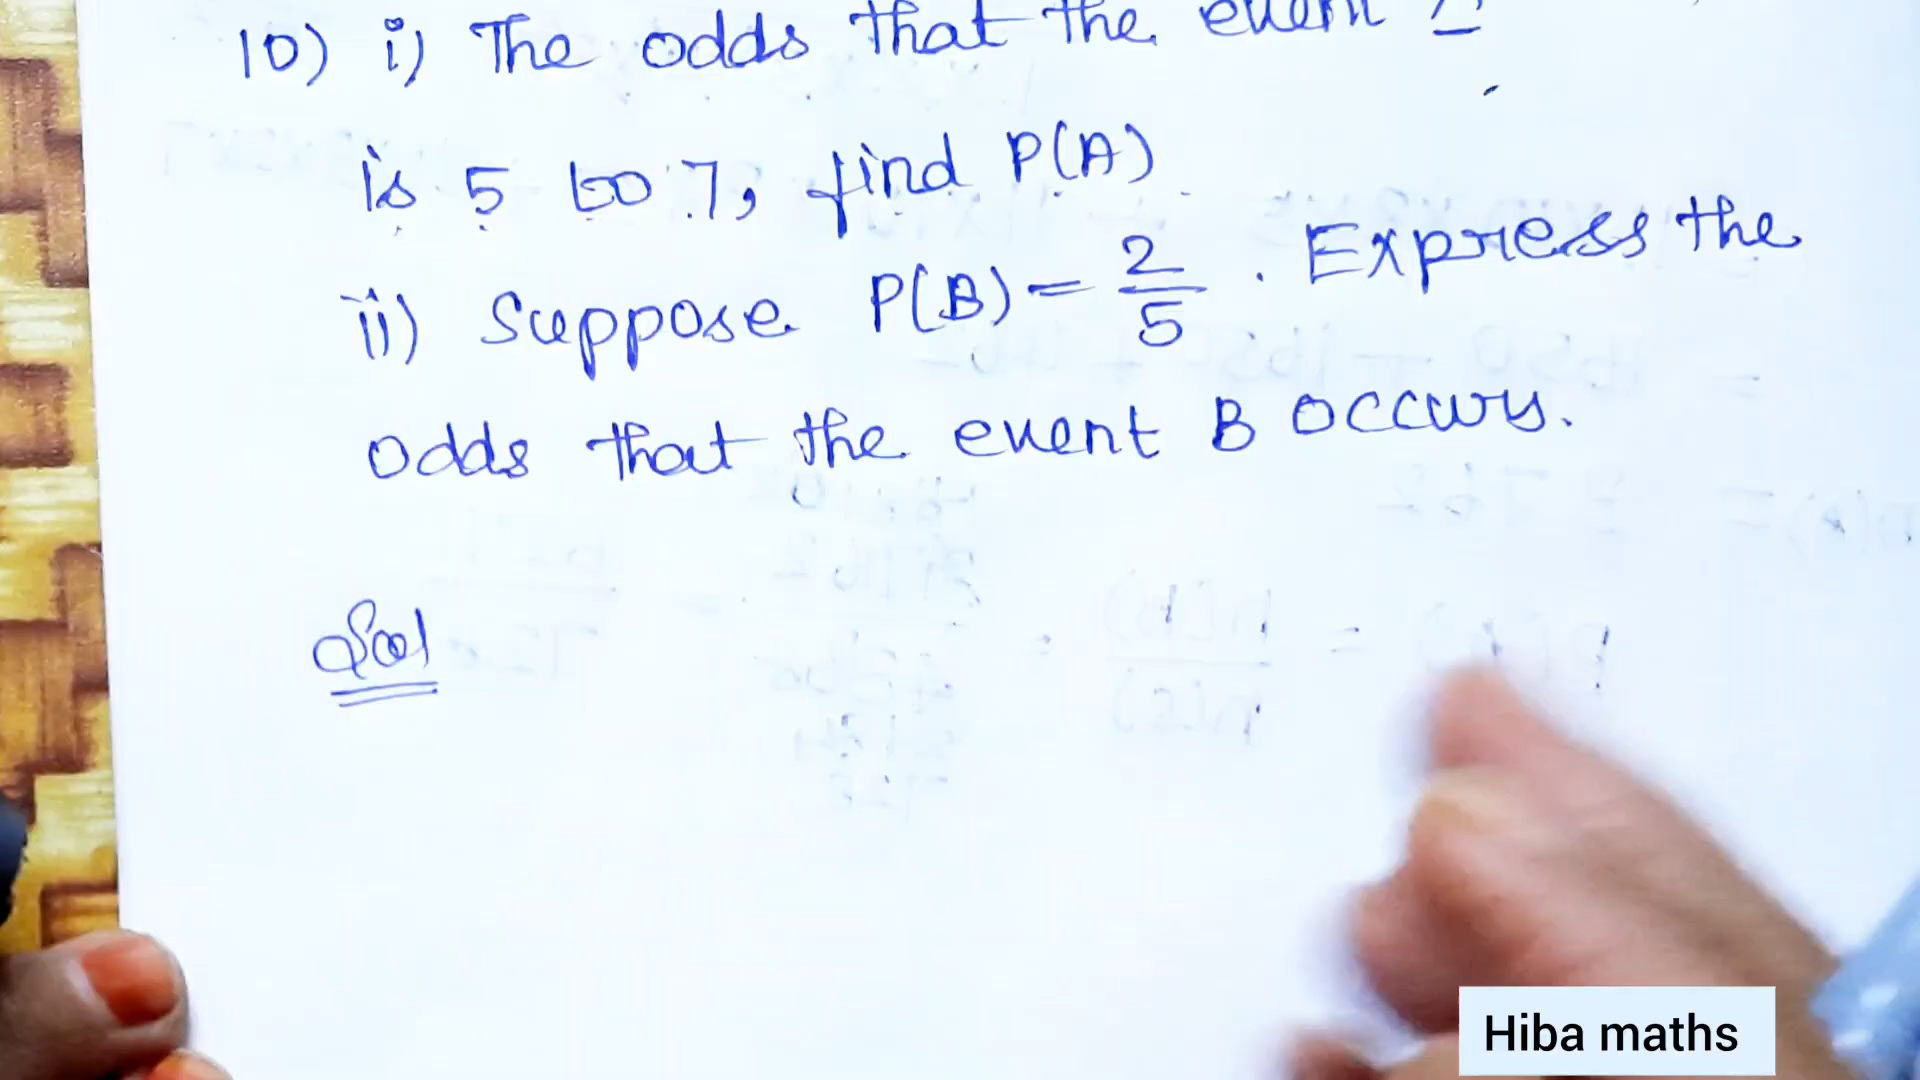 10) i) The odds that the event
is 5 to 7, find P(A)
ii) Suppose P(B) = 2/5. Express the
odds that the event B occurs.
Sol
Hiba maths